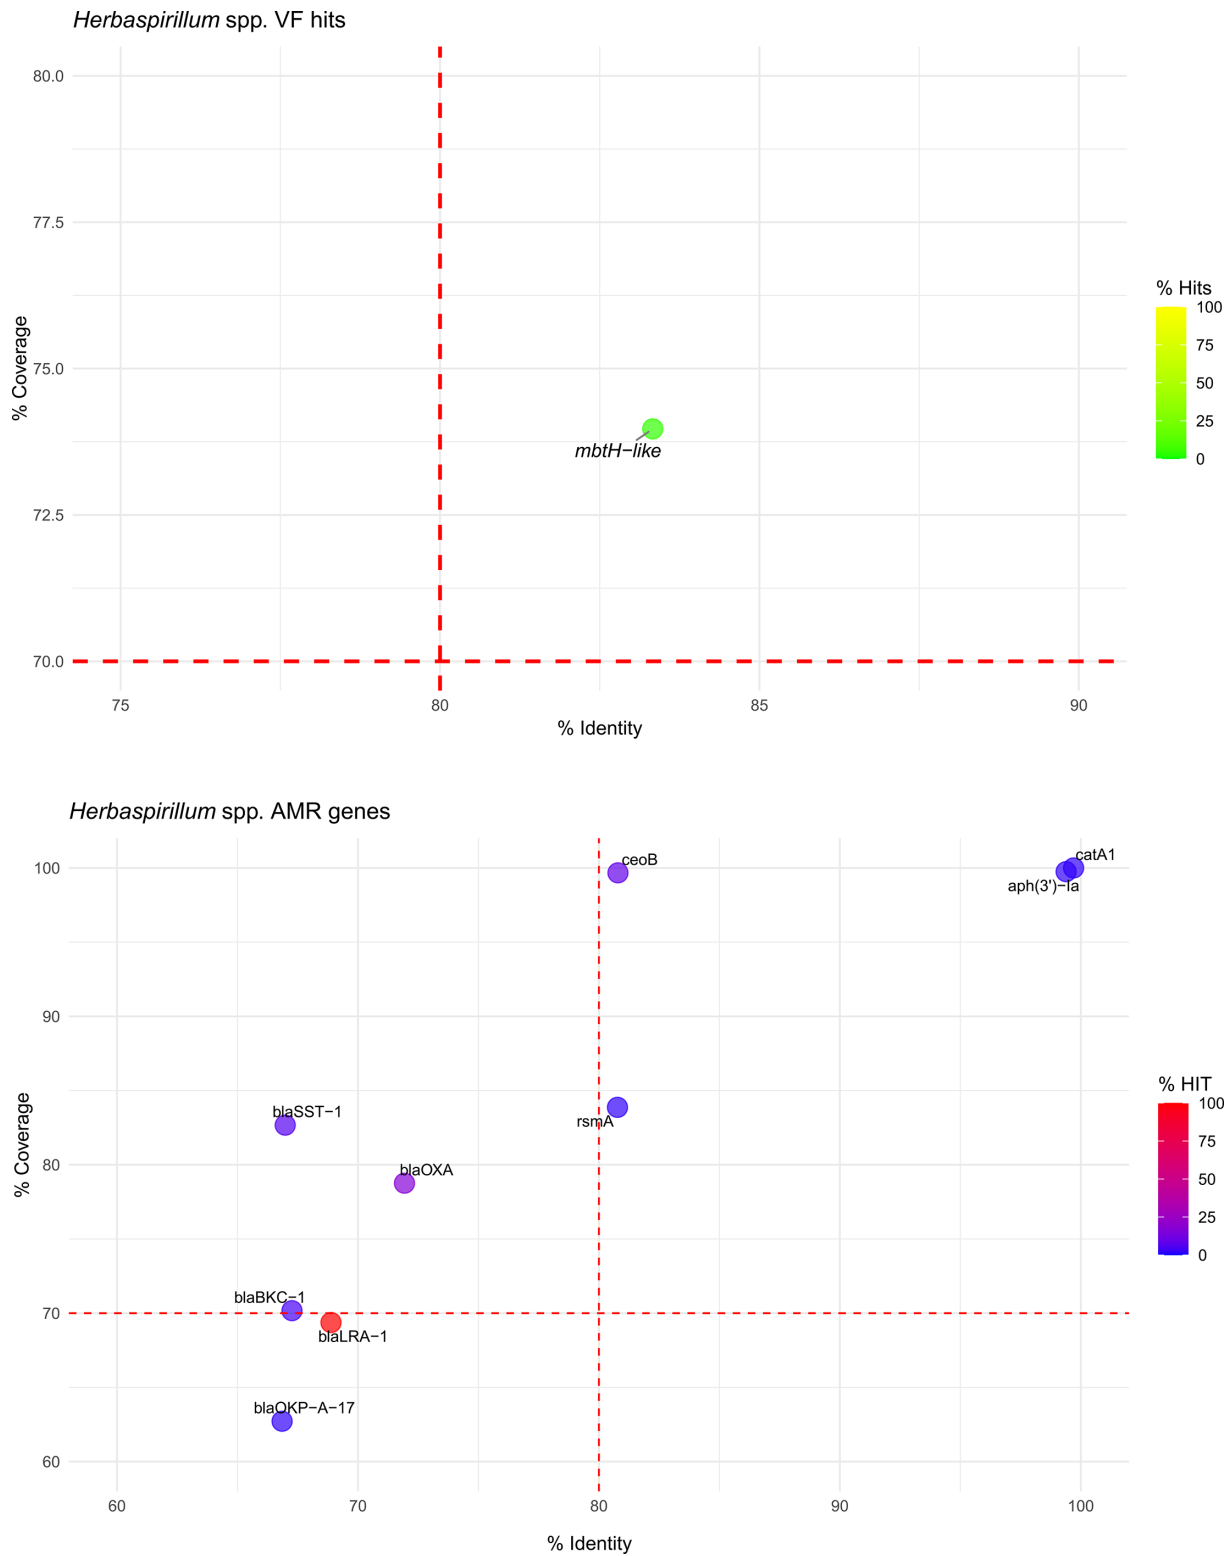 Herbaspirillum spp. VF hits
80.0
77.5
75.0
72.5
70.0
% Coverage
mbtH−like
75
80
85
90
% Identity
% Hits
100
75
50
25
0
Herbaspirillum spp. AMR genes
100
90
80
70
60
% Coverage
ceoB
catA1
aph(3')−Ia
blaSST−1
rsmA
blaOXA
blaBKC−1
blaLRA−1
blaOKP−A−17
60
70
80
90
100
% Identity
% HIT
100
75
50
25
0